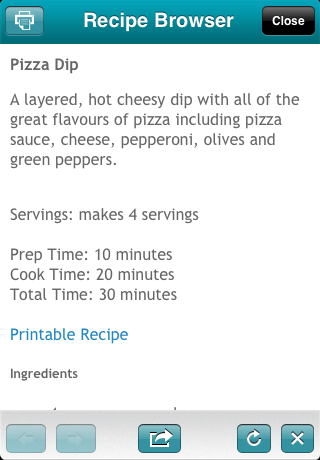 Recipe Browser
Close
Pizza Dip
A layered, hot cheesy dip with all of the
great flavours of pizza including pizza
sauce, cheese, pepperoni, olives and
green peppers.
Servings: makes 4 servings
Prep Time: 10 minutes
Cook Time: 20 minutes
Total Time: 30 minutes
Printable Recipe
Ingredients